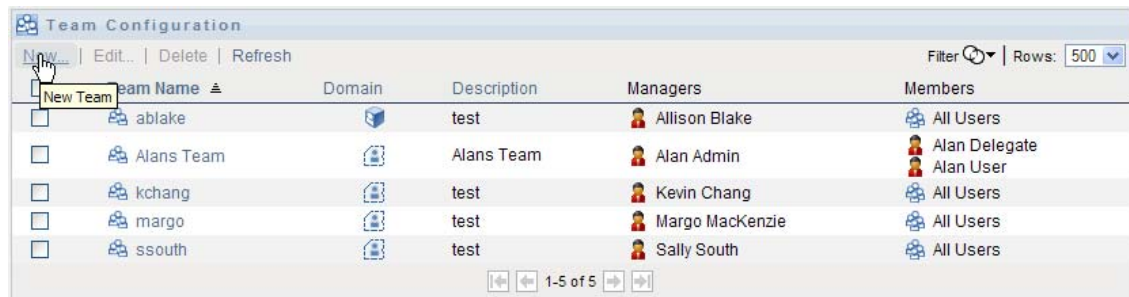 Team Configuration
New... | Edit... | Delete | Refresh Filter | Rows: 500
New Team
Team Name Domain Description Managers Members
ablake test Allison Blake All Users
Alans Team Alans Team Alan Admin Alan Delegate
Alan User
kchang test Kevin Chang All Users
margo test Margo MacKenzie All Users
ssouth test Sally South All Users
1-5 of 5